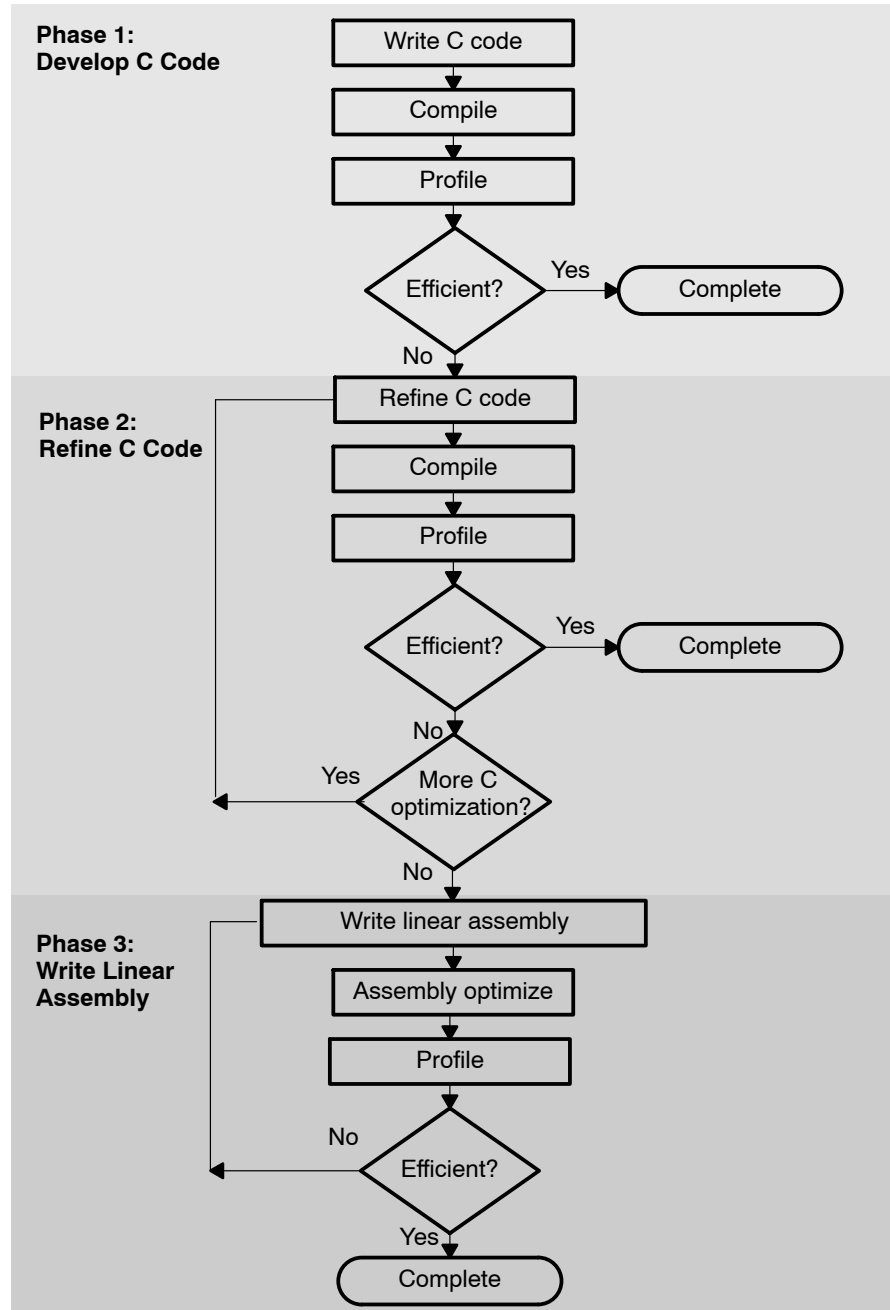 Phase 1:
Develop C Code
Write C code
Compile
Profile
Efficient?
Yes
Complete
No
Phase 2:
Refine C Code
Refine C code
Compile
Profile
Efficient?
Yes
Complete
No
More C
optimization?
Yes
No
Phase 3:
Write Linear
Assembly
Write linear assembly
Assembly optimize
Profile
No
Efficient?
Yes
Complete